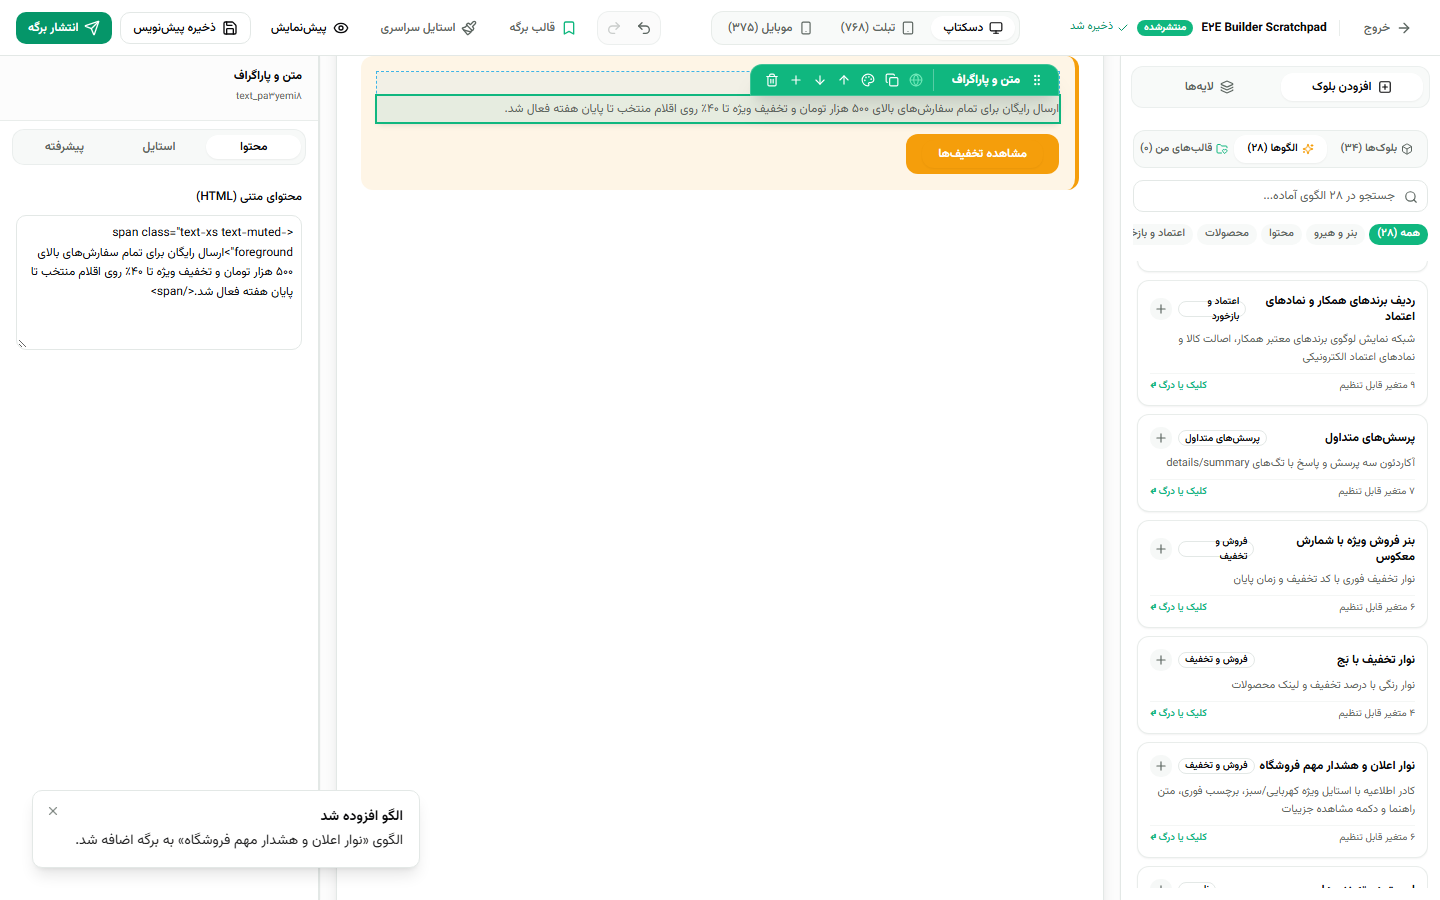 خروج
E2E Builder Scratchpad
منتشرشده
ذخیره شد
دسکتاپ
تبلت (۷۶۸)
موبایل (۳۷۵)
قالب برگه
استایل سراسری
پیش‌نمایش
ذخیره پیش‌نویس
انتشار برگه
افزودن بلوک
لایه‌ها
بلوک‌ها (۳۴)
الگوها (۲۸)
قالب‌های من (۰)
جستجو در ۲۸ الگوی آماده...
همه (۲۸)
بنر و هیرو
محتوا
محصولات
اعتماد و بازخ
ردیف برندهای همکار و نمادهای
اعتماد
اعتماد و
بازخورد
شبکه نمایش لوگوی برندهای معتبر همکار، اصالت کالا و
نمادهای اعتماد الکترونیکی
۹ متغیر قابل تنظیم
کلیک یا درگ
پرسش‌های متداول
پرسش‌های متداول
آکاردئون سه پرسش و پاسخ با تگ‌های details/summary
۷ متغیر قابل تنظیم
کلیک یا درگ
بنر فروش ویژه با شمارش
معکوس
فروش و
تخفیف
نوار تخفیف فوری با کد تخفیف و زمان پایان
۶ متغیر قابل تنظیم
کلیک یا درگ
نوار تخفیف با بَج
فروش و تخفیف
نوار رنگی با درصد تخفیف و لینک محصولات
۴ متغیر قابل تنظیم
کلیک یا درگ
نوار اعلان و هشدار مهم فروشگاه
فروش و تخفیف
کادر اطلاعیه با استایل ویژه کهربایی/سبز، برچسب فوری، متن
راهنما و دکمه مشاهده جزییات
۶ متغیر قابل تنظیم
کلیک یا درگ
متن و پاراگراف
ارسال رایگان برای تمام سفارش‌های بالای ۵۰۰ هزار تومان و تخفیف ویژه تا ۴۰٪ روی اقلام منتخب تا پایان هفته فعال شد.
مشاهده تخفیف‌ها
متن و پاراگراف
text_pa۳yemi۸
محتوا
استایل
پیشرفته
محتوای متنی (HTML)
<span class="text-xs text-muted-
foreground">ارسال رایگان برای تمام سفارش‌های بالای
۵۰۰ هزار تومان و تخفیف ویژه تا ۴۰٪ روی اقلام منتخب تا
پایان هفته فعال شد.</span>
الگو افزوده شد
الگوی «نوار اعلان و هشدار مهم فروشگاه» به برگه اضافه شد.